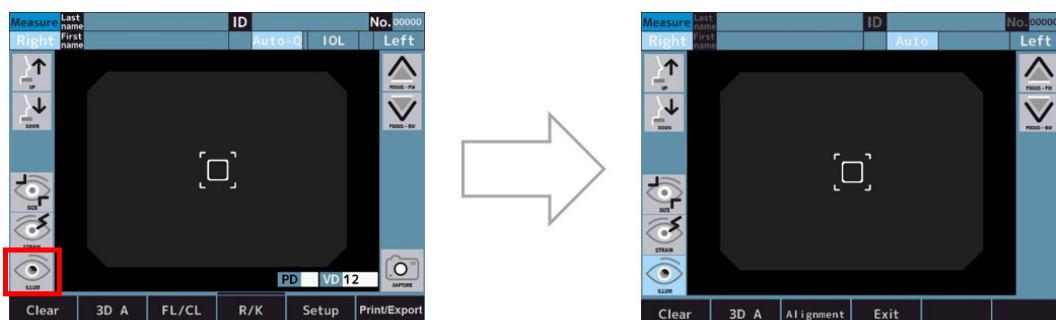 Measure Last name ID No. 00000
Right First name Auto-Q IOL Left
UP
FOCUS - FW
DOWN
FOCUS - BW
SIZE
STRAIN
ILLUM
PD VD 12
CAPTURE
Clear 3D A FL/CL R/K Setup Print/Export
Measure Last name ID No. 00000
Right First name Auto Left
UP
FOCUS - FW
DOWN
FOCUS - BW
SIZE
STRAIN
ILLUM
Clear 3D A Alignment Exit